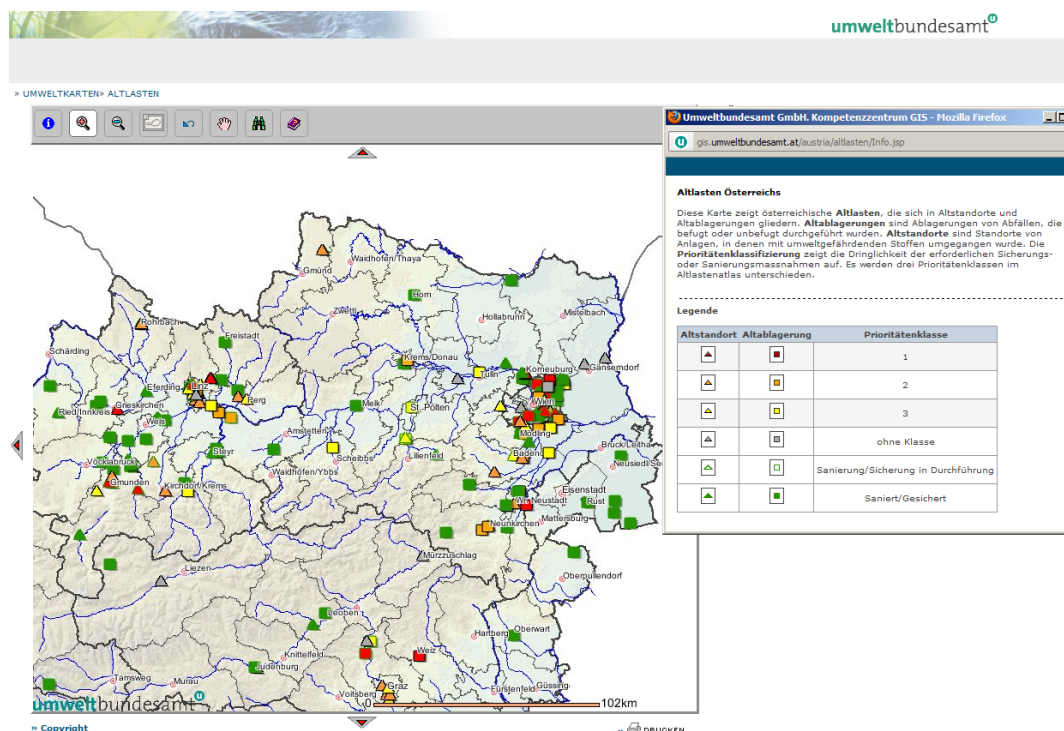 umweltbundesamt
» UMWELTKARTEN» ALTLASTEN
Umweltbundesamt GmbH. Kompetenzzentrum GIS - Mozilla Firefox
gis.umweltbundesamt.at/austria/altlasten/Info.jsp
Altlasten Österreichs
Diese Karte zeigt österreichische Altlasten, die sich in Altstandorte und
Altablagerungen gliedern. Altablagerungen sind Ablagerungen von Abfällen, die
befugt oder unbefugt durchgeführt wurden. Altstandorte sind Standorte von
Anlagen, in denen mit umweltgefährdenden Stoffen umgegangen wurde. Die
Prioritätenklassifizierung zeigt die Dringlichkeit der erforderlichen Sicherungs-
oder Sanierungsmassnahmen auf. Es werden drei Prioritätenklassen im
Altlastenatlas unterschieden.
Legende
Altstandort Altablagerung Prioritätenklasse
1
2
3
ohne Klasse
Sanierung/Sicherung in Durchführung
Saniert/Gesichert
Waidhofen/Thaya
Gmünd
Horn
Zwettl
Hollabrunn
Mistelbach
Rohrbach
Freistadt
Schärding
Krems/Donau
Korneuburg
Gänserndorf
Tulln
Eferding
Linz
Perg
Grieskirchen
Ried/Innkreis
Wels
Melk
St. Pölten
Wien
Mödling
Amstetten
Steyr
Scheibbs
Lilienfeld
Baden
Bruck/Leitha
Vöcklabruck
Waidhofen/Ybbs
Neusiedl/See
Gmunden
Kirchdorf/Krems
Eisenstadt
Wr. Neustadt
Rust
Neunkirchen
Mattersburg
Mürzzuschlag
Liezen
Oberpullendorf
Leoben
Hartberg
Oberwart
Knittelfeld
Weiz
Judenburg
Tamsweg
Murau
Voitsberg
Graz
Fürstenfeld
Güssing
umweltbundesamt
0
102km
» Copyright
» DRUCKEN